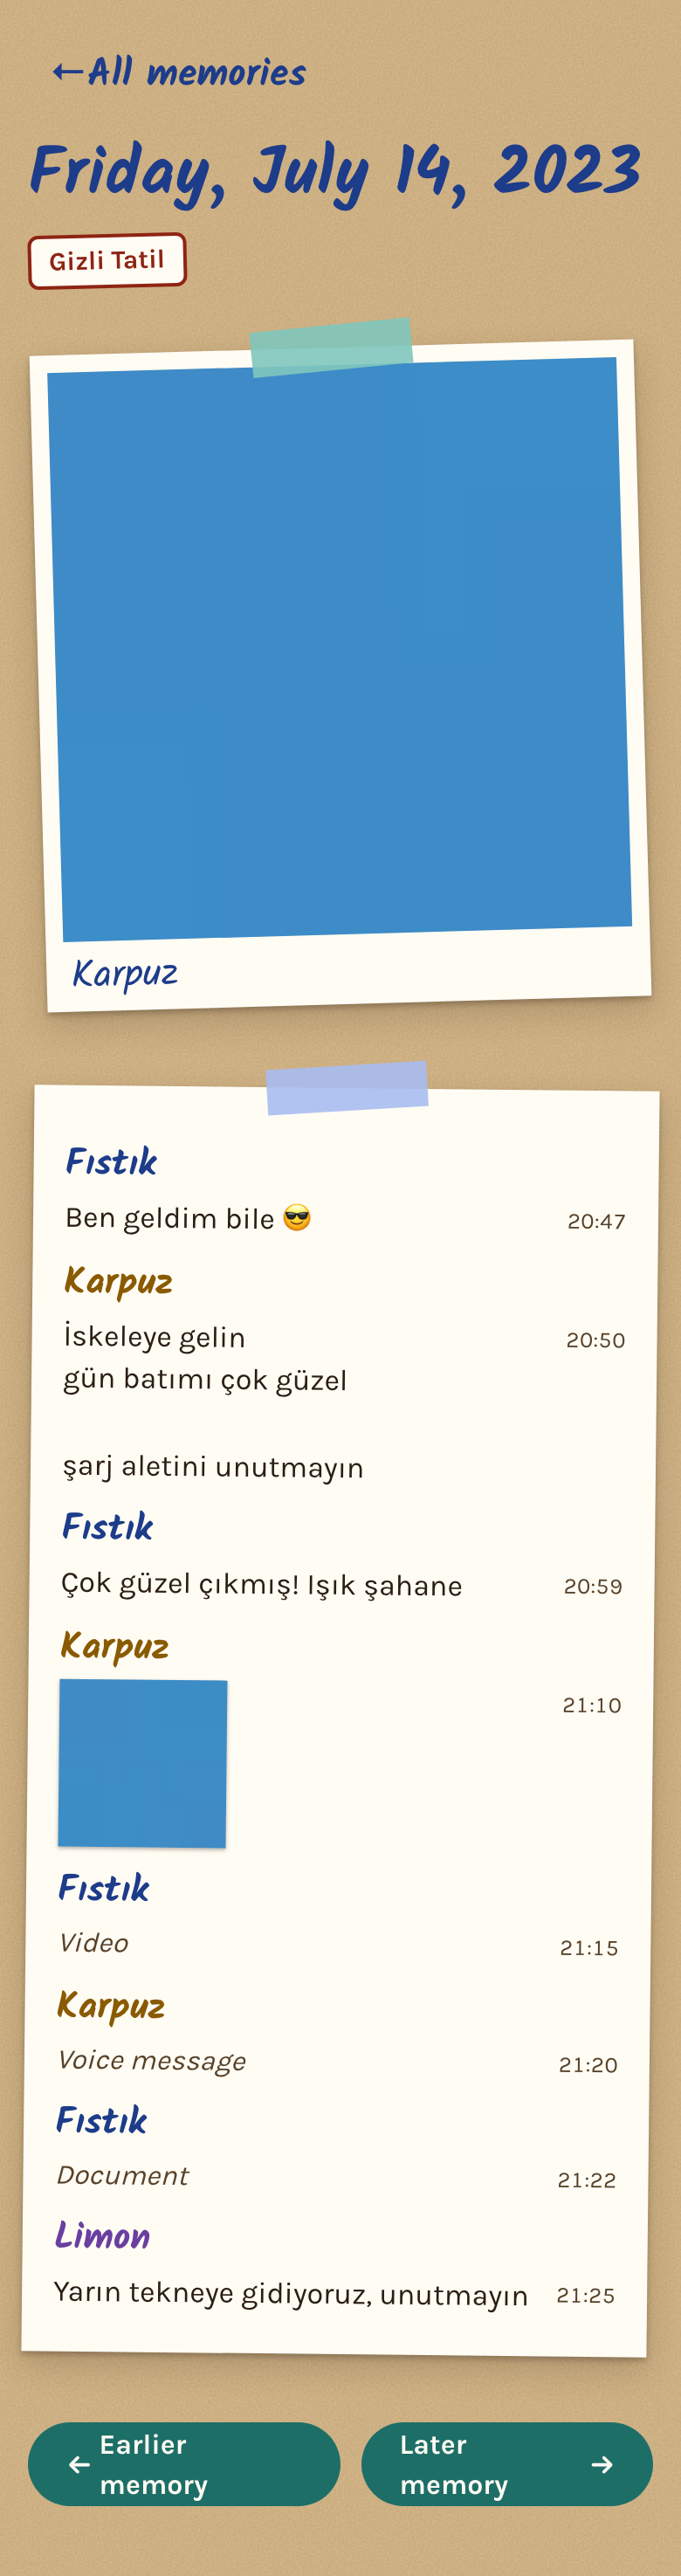 ←All memories
Friday, July 14, 2023
Gizli Tatil
Karpuz
Fıstık
Ben geldim bile 😎 20:47
Karpuz
İskeleye gelin 20:50
gün batımı çok güzel
şarj aletini unutmayın
Fıstık
Çok güzel çıkmış! Işık şahane 20:59
Karpuz
21:10
Fıstık
Video 21:15
Karpuz
Voice message 21:20
Fıstık
Document 21:22
Limon
Yarın tekneye gidiyoruz, unutmayın 21:25
← Earlier memory
Later memory →